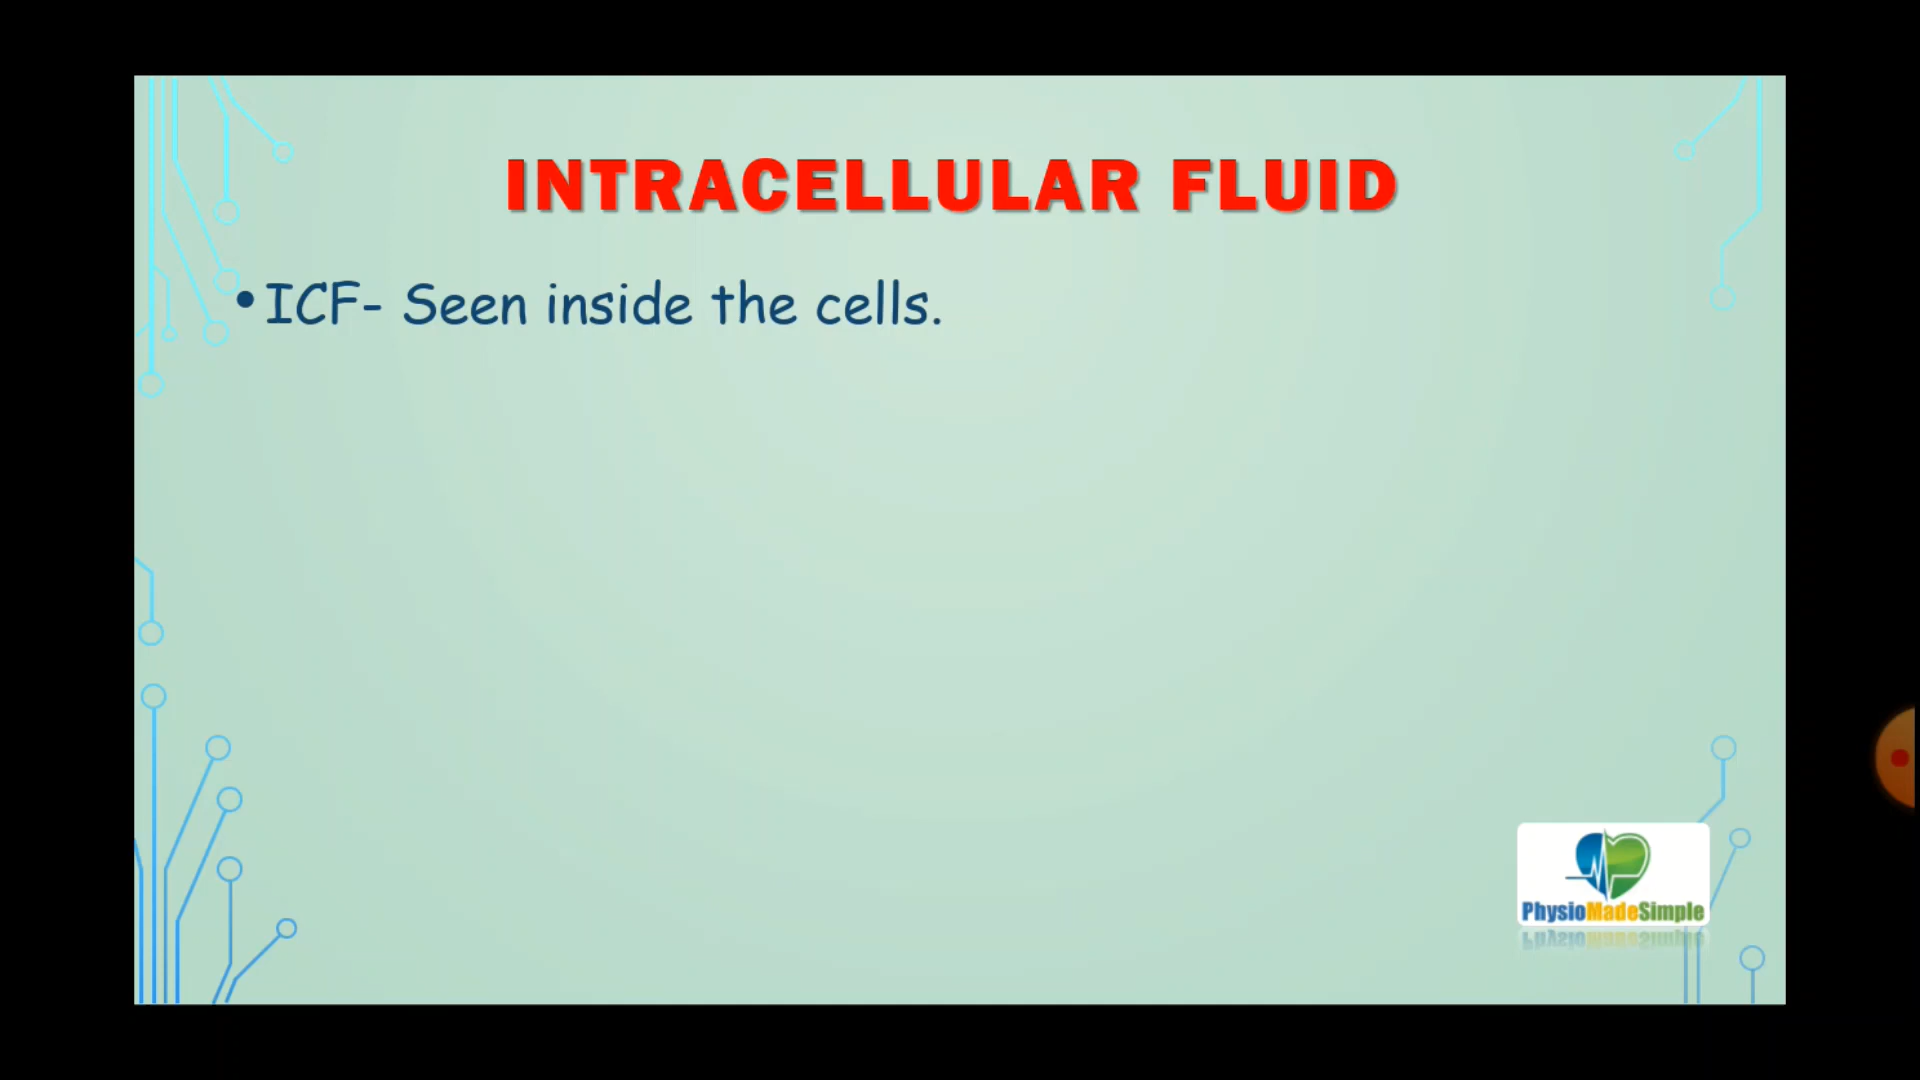 INTRACELLULAR FLUID
•ICF- Seen inside the cells.
PhysioMadeSimple